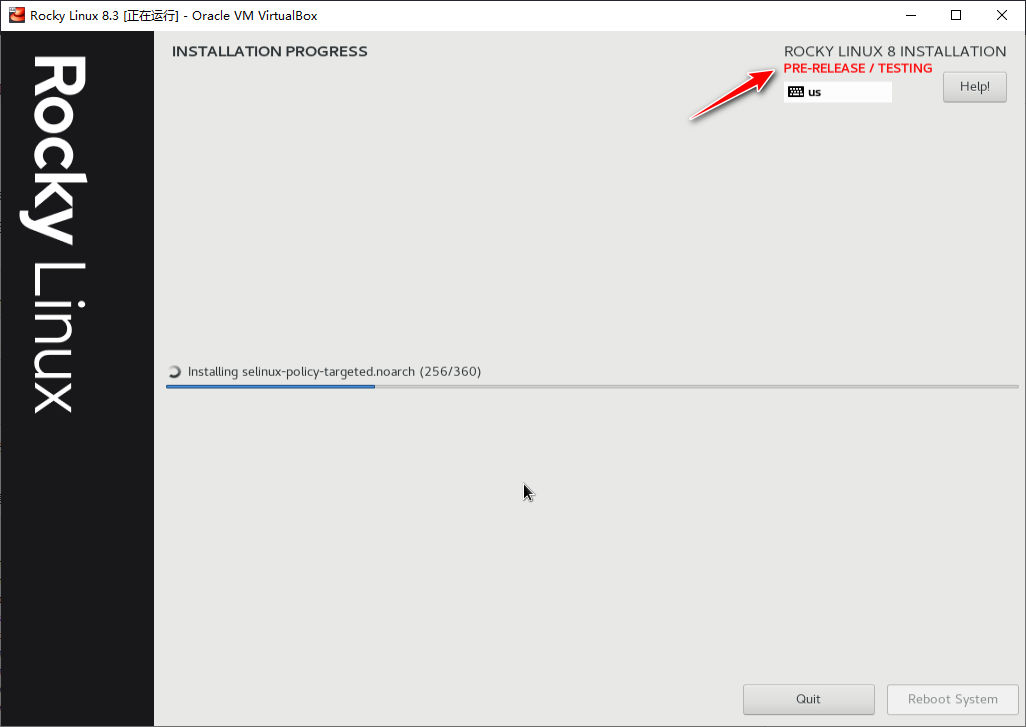 Rocky Linux 8.3 [正在运行] - Oracle VM VirtualBox
Rocky Linux
INSTALLATION PROGRESS
ROCKY LINUX 8 INSTALLATION
PRE-RELEASE / TESTING
us
Help!
Installing selinux-policy-targeted.noarch (256/360)
Quit
Reboot System